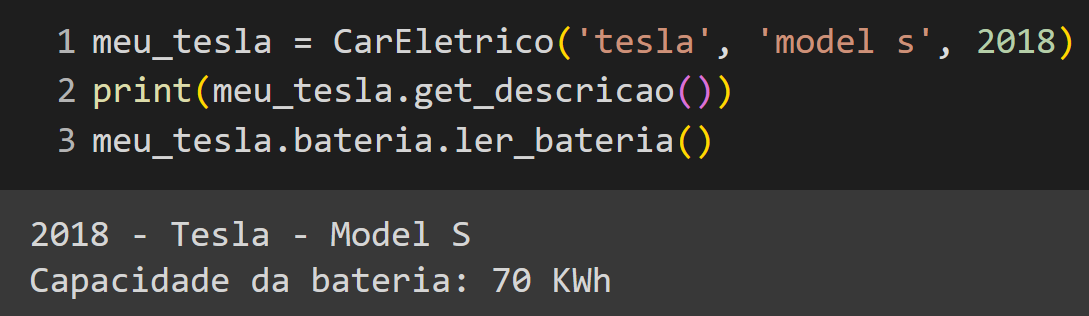 1 meu_tesla = CarEletrico('tesla', 'model s', 2018)
2 print(meu_tesla.get_descricao())
3 meu_tesla.bateria.ler_bateria()
2018 - Tesla - Model S
Capacidade da bateria: 70 KWh